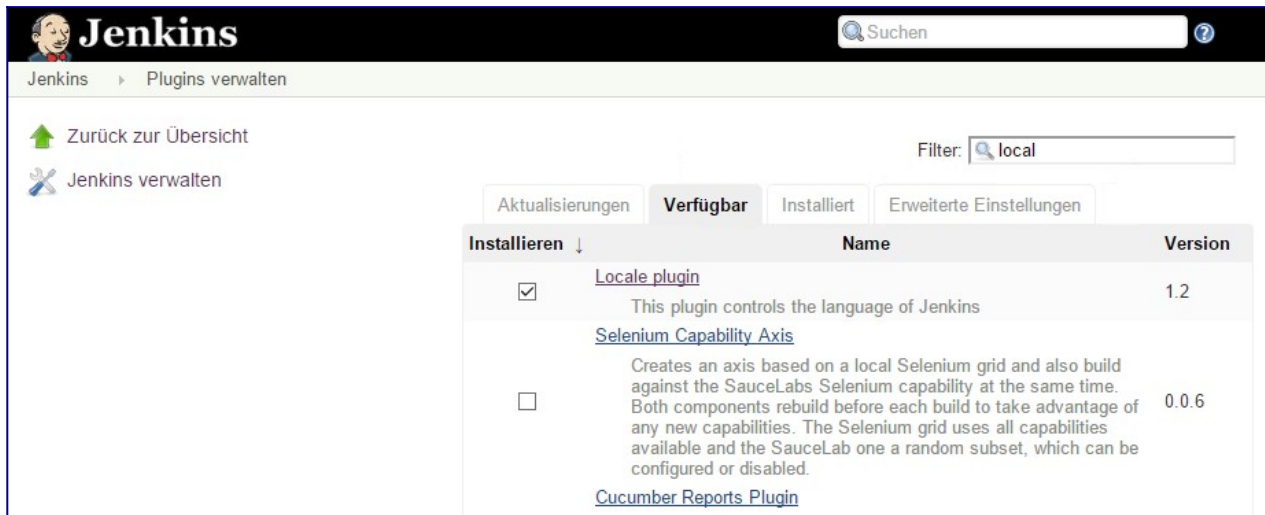 Jenkins
Suchen
Jenkins Plugins verwalten
Zurück zur Übersicht
Filter: local
Jenkins verwalten
Aktualisierungen Verfügbar Installiert Erweiterte Einstellungen
Installieren ↓ Name Version
Locale plugin
1.2
This plugin controls the language of Jenkins
Selenium Capability Axis
Creates an axis based on a local Selenium grid and also build
against the SauceLabs Selenium capability at the same time.
Both components rebuild before each build to take advantage of
0.0.6
any new capabilities. The Selenium grid uses all capabilities
available and the SauceLab one a random subset, which can be
configured or disabled.
Cucumber Reports Plugin